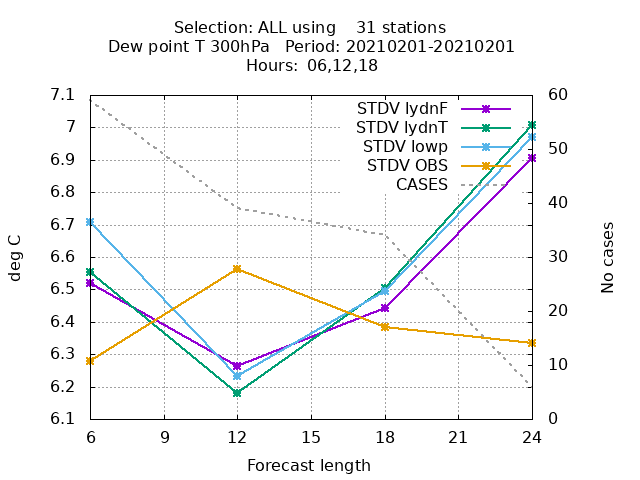 Selection: ALL using    31 stations
Dew point T 300hPa   Period: 20210201-20210201
Hours:  06,12,18
STDV lydnF
STDV lydnT
STDV lowp
STDV OBS
CASES
7.1
7
6.9
6.8
6.7
6.6
6.5
6.4
6.3
6.2
6.1
deg C
60
50
40
30
20
10
0
No cases
6 9 12 15 18 21 24
Forecast length